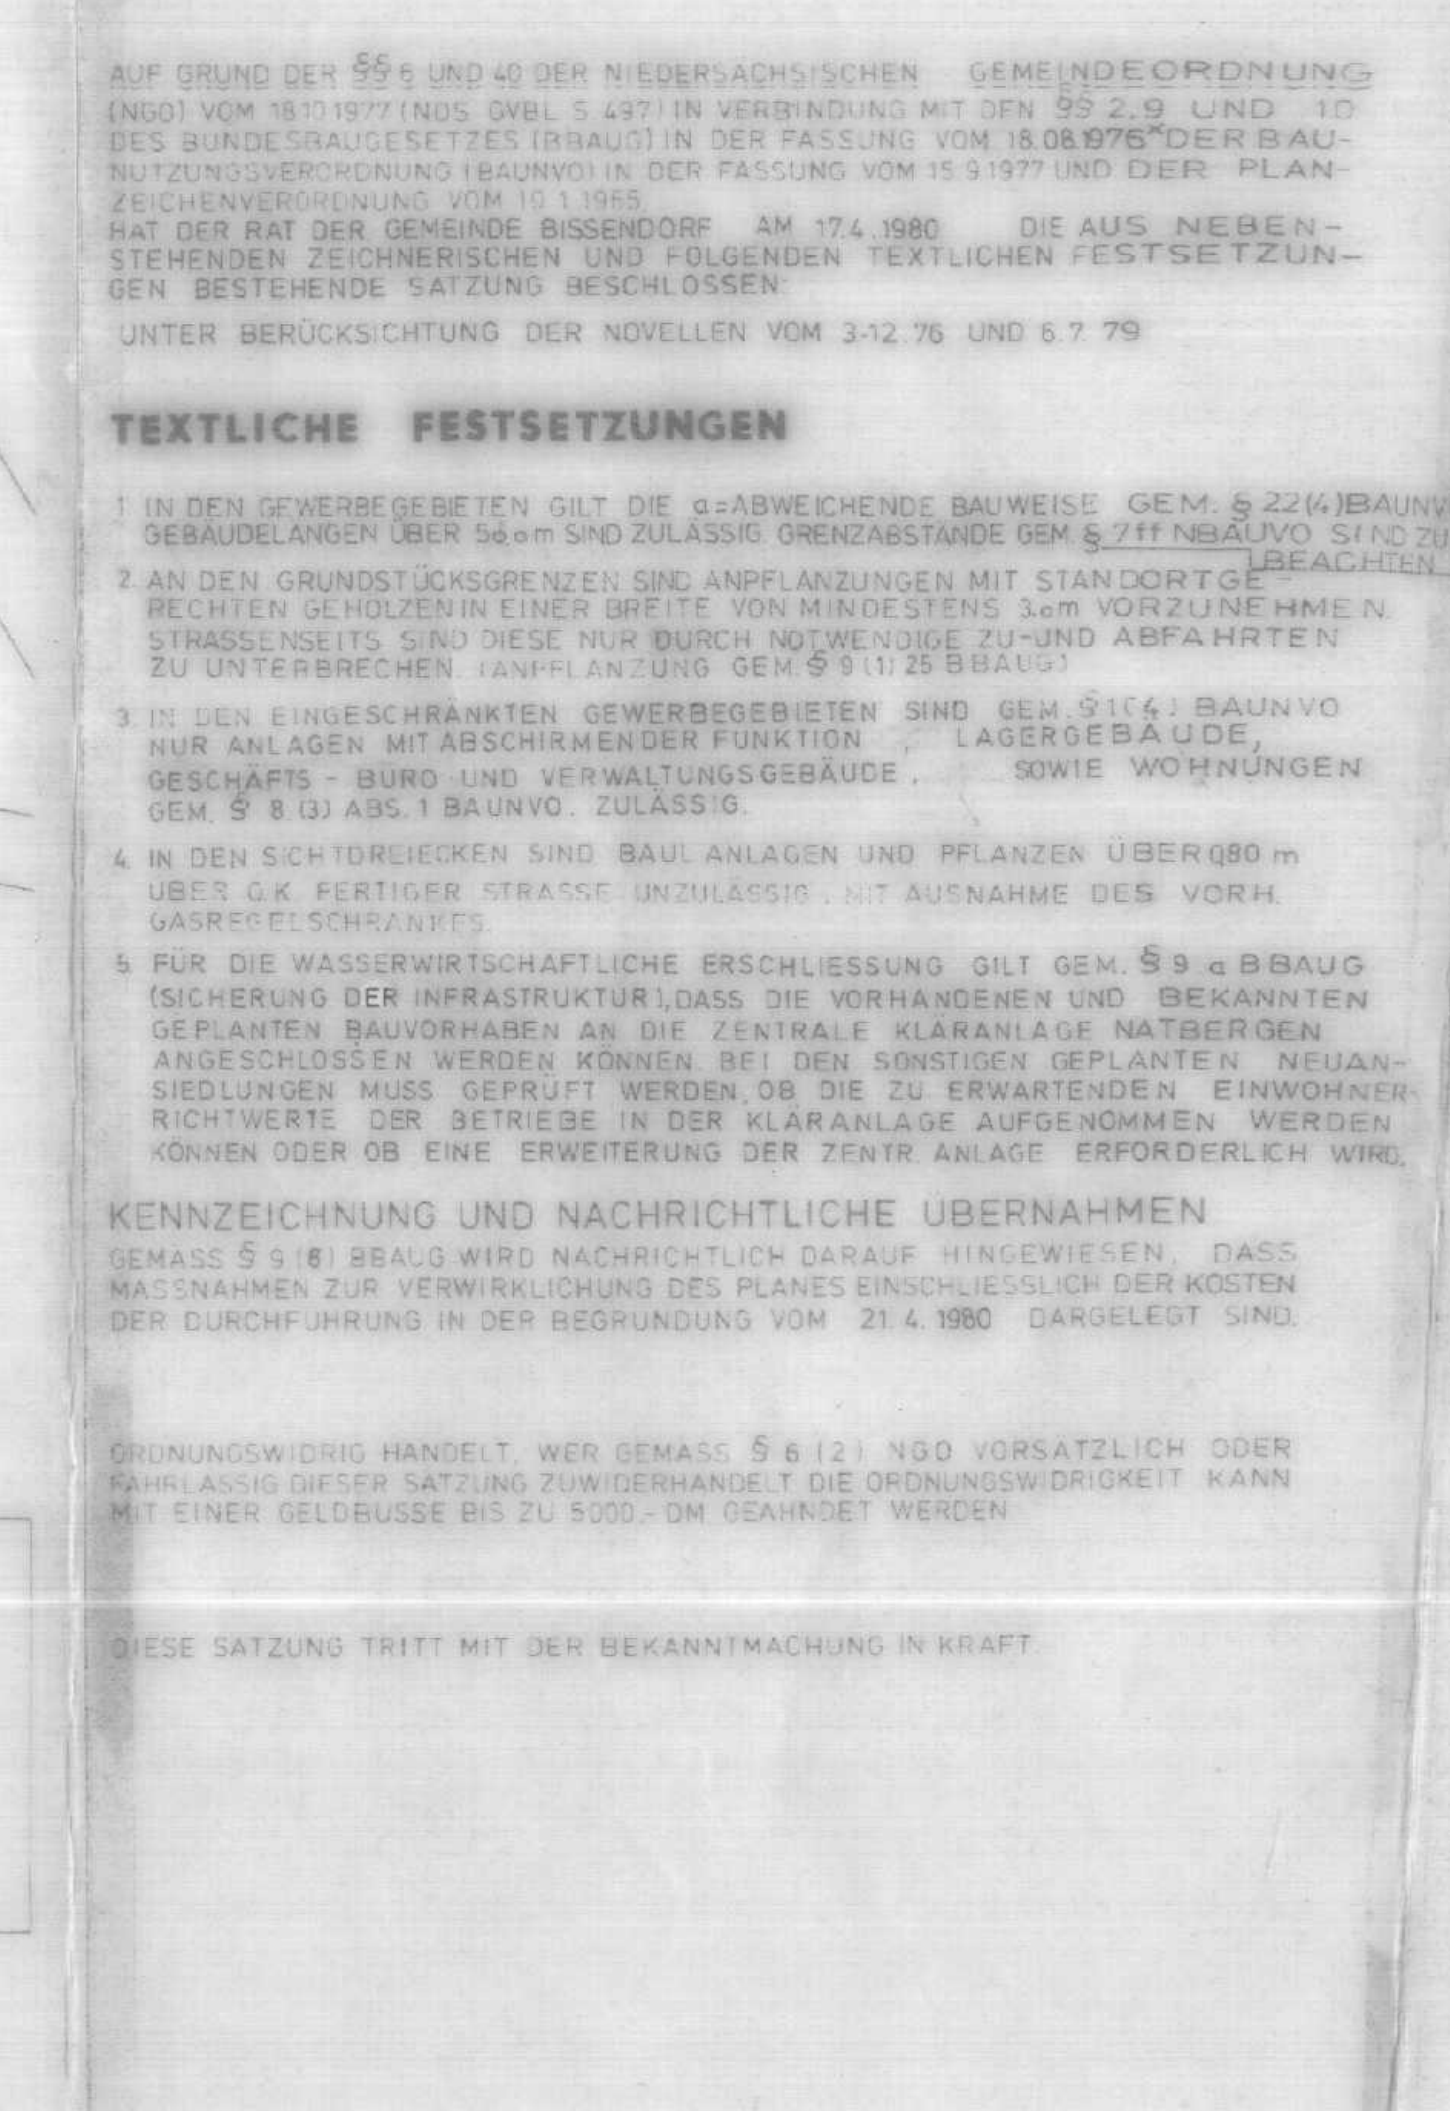 AUF GRUND DER §§ 6 UND 40 DER NIEDERSÄCHSISCHEN GEMEINDEORDNUNG
(NGO) VOM 18.10.1977 (NDS. GVBL. S. 497) IN VERBINDUNG MIT DEN §§ 2,9 UND 10
DES BUNDESBAUGESETZES (BBAUG) IN DER FASSUNG VOM 18.08.1976* DER BAU-
NUTZUNGSVERORDNUNG (BAUNVO) IN DER FASSUNG VOM 15.9.1977 UND DER PLAN-
ZEICHENVERORDNUNG VOM 19.1.1965
HAT DER RAT DER GEMEINDE BISSENDORF AM 17.4.1980 DIE AUS NEBEN-
STEHENDEN ZEICHNERISCHEN UND FOLGENDEN TEXTLICHEN FESTSETZUN-
GEN BESTEHENDE SATZUNG BESCHLOSSEN:
UNTER BERÜCKSICHTUNG DER NOVELLEN VOM 3-12.76 UND 6.7.79
TEXTLICHE FESTSETZUNGEN
1. IN DEN GEWERBEGEBIETEN GILT DIE a=ABWEICHENDE BAUWEISE GEM. § 22(4)BAUNV
GEBÄUDELÄNGEN ÜBER 50,0m SIND ZULÄSSIG. GRENZABSTÄNDE GEM. § 7ff NBAUVO SIND ZU
BEACHTEN
2. AN DEN GRUNDSTÜCKSGRENZEN SIND ANPFLANZUNGEN MIT STANDORTGE-
RECHTEN GEHÖLZEN IN EINER BREITE VON MINDESTENS 3.om VORZUNEHMEN.
STRASSENSEITS SIND DIESE NUR DURCH NOTWENDIGE ZU-UND ABFAHRTEN
ZU UNTERBRECHEN. (ANPFLANZUNG GEM. § 9 (1) 25 BBAUG)
3. IN DEN EINGESCHRÄNKTEN GEWERBEGEBIETEN SIND GEM. § 1(4) BAUNVO
NUR ANLAGEN MIT ABSCHIRMENDER FUNKTION , LAGERGEBÄUDE,
GESCHÄFTS - BÜRO UND VERWALTUNGSGEBÄUDE, SOWIE WOHNUNGEN
GEM. § 8 (3) ABS. 1 BAUNVO. ZULÄSSIG.
4. IN DEN SICHTDREIECKEN SIND BAUL. ANLAGEN UND PFLANZEN ÜBER 0,80 m
ÜBER O.K. FERTIGER STRASSE UNZULÄSSIG, MIT AUSNAHME DES VORH.
GASREGELSCHRANKES.
5. FÜR DIE WASSERWIRTSCHAFTLICHE ERSCHLIESSUNG GILT GEM. § 9 a BBAUG
(SICHERUNG DER INFRASTRUKTUR), DASS DIE VORHANDENEN UND BEKANNTEN
GEPLANTEN BAUVORHABEN AN DIE ZENTRALE KLÄRANLAGE NATBERGEN
ANGESCHLOSSEN WERDEN KÖNNEN. BEI DEN SONSTIGEN GEPLANTEN NEUAN-
SIEDLUNGEN MUSS GEPRÜFT WERDEN, OB DIE ZU ERWARTENDEN EINWOHNER-
RICHTWERTE DER BETRIEBE IN DER KLÄRANLAGE AUFGENOMMEN WERDEN
KÖNNEN ODER OB EINE ERWEITERUNG DER ZENTR. ANLAGE ERFORDERLICH WIRD.
KENNZEICHNUNG UND NACHRICHTLICHE ÜBERNAHMEN
GEMÄSS § 9 (6) BBAUG WIRD NACHRICHTLICH DARAUF HINGEWIESEN, DASS
MASSNAHMEN ZUR VERWIRKLICHUNG DES PLANES EINSCHLIESSLICH DER KOSTEN
DER DURCHFÜHRUNG IN DER BEGRÜNDUNG VOM 21.4.1980 DARGELEGT SIND.
ORDNUNGSWIDRIG HANDELT, WER GEMÄSS § 6 (2) NGO VORSÄTZLICH ODER
FAHRLÄSSIG DIESER SATZUNG ZUWIDERHANDELT. DIE ORDNUNGSWIDRIGKEIT KANN
MIT EINER GELDBUSSE BIS ZU 5000.- DM GEAHNDET WERDEN
DIESE SATZUNG TRITT MIT DER BEKANNTMACHUNG IN KRAFT.